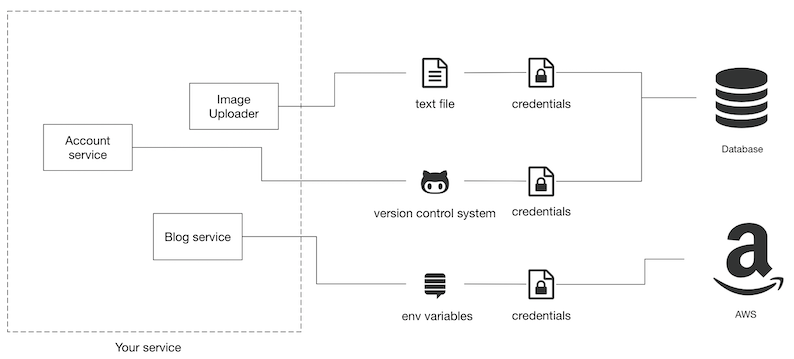 Image
Uploader
text file
credentials
Database
Account
service
version control system
credentials
Blog service
env variables
credentials
AWS
Your service